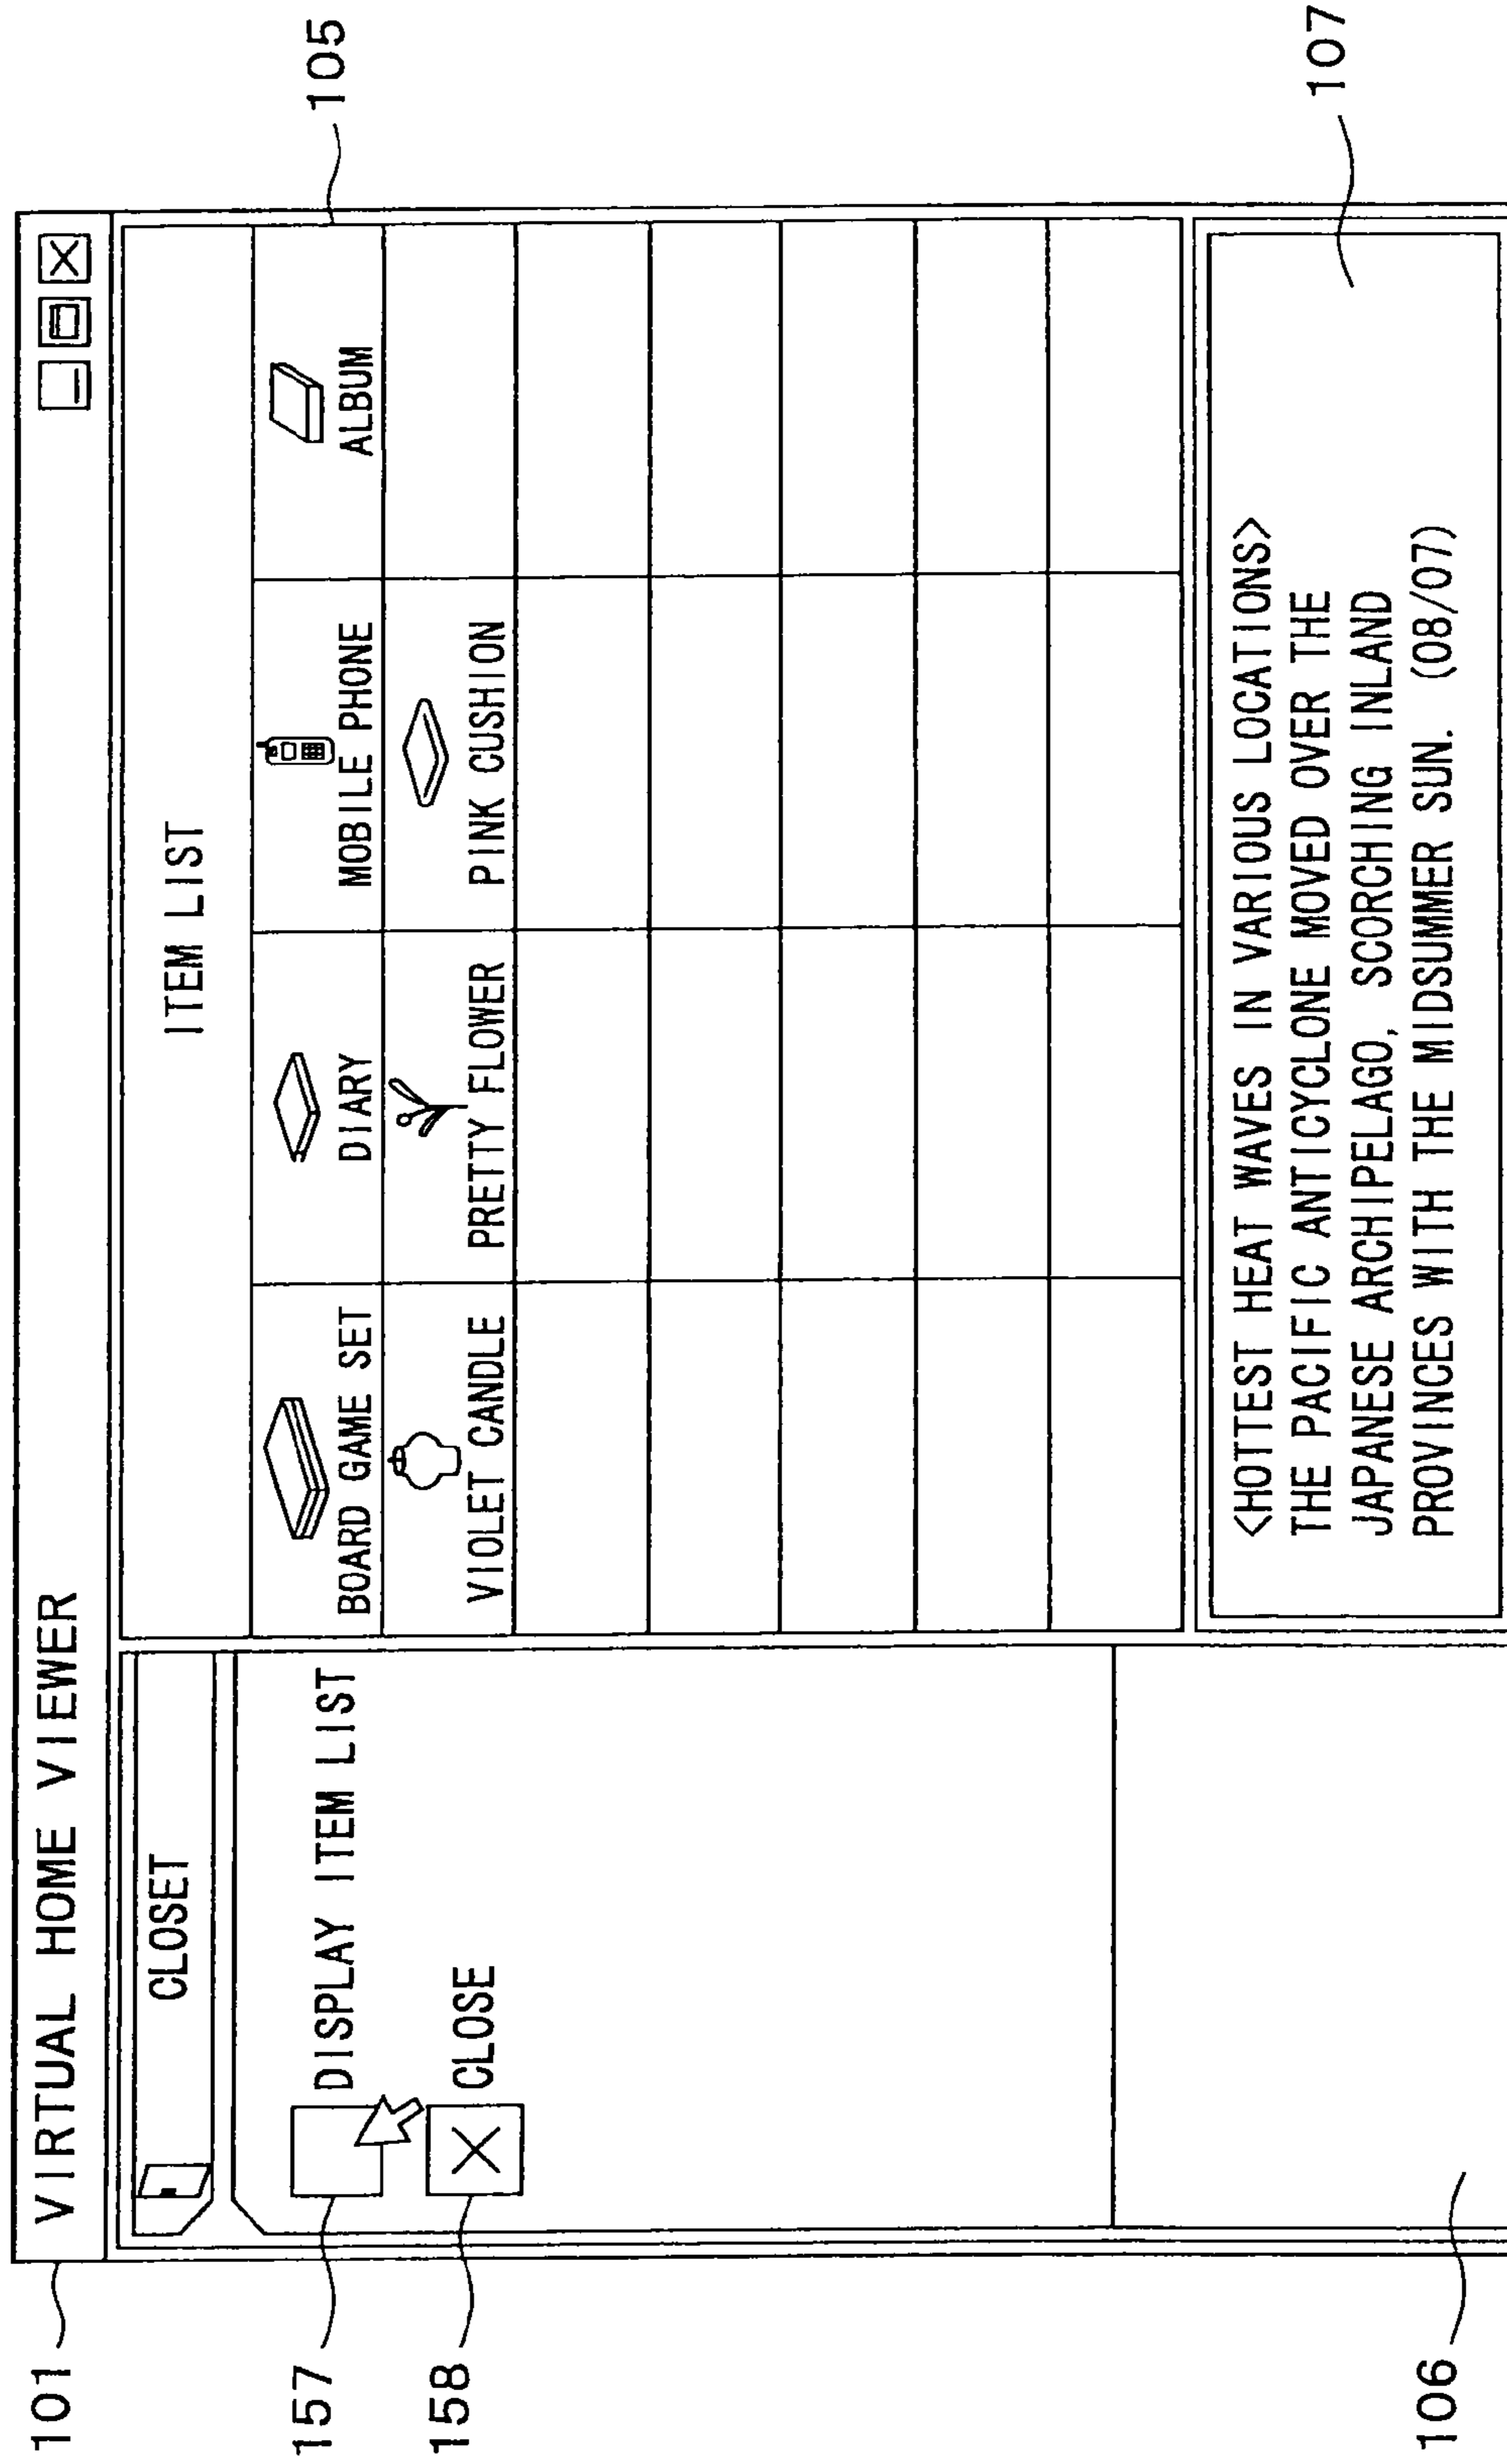 101
VIRTUAL HOME VIEWER
CLOSET
157
DISPLAY ITEM LIST
158
CLOSE
106
ITEM LIST
105
BOARD GAME SET
DIARY
MOBILE PHONE
ALBUM
VIOLET CANDLE
PRETTY FLOWER
PINK CUSHION
<HOTTEST HEAT WAVES IN VARIOUS LOCATIONS>
THE PACIFIC ANTICYCLONE MOVED OVER THE
JAPANESE ARCHIPELAGO, SCORCHING INLAND
PROVINCES WITH THE MIDSUMMER SUN. (08/07)
107